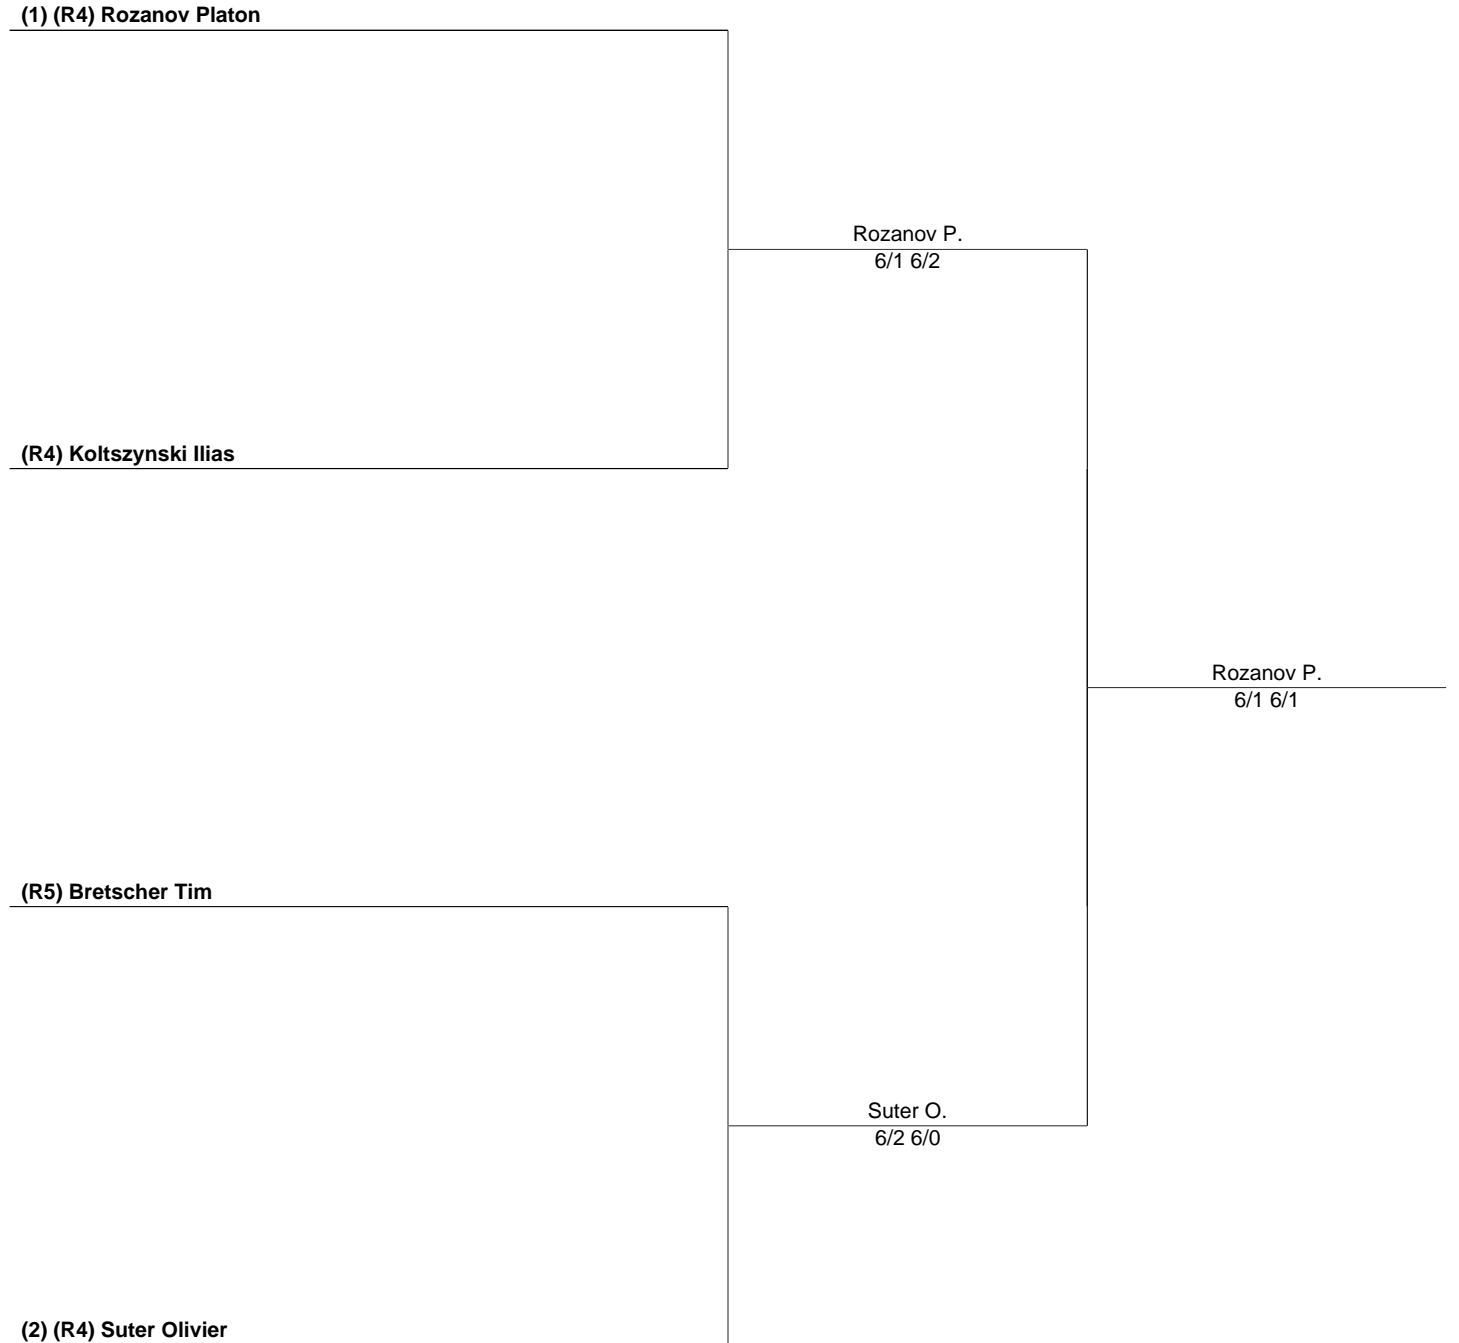 (1) (R4) Rozanov Platon
Rozanov P.
6/1 6/2
(R4) Koltszynski Ilias
Rozanov P.
6/1 6/1
(R5) Bretscher Tim
Suter O.
6/2 6/0
(2) (R4) Suter Olivier